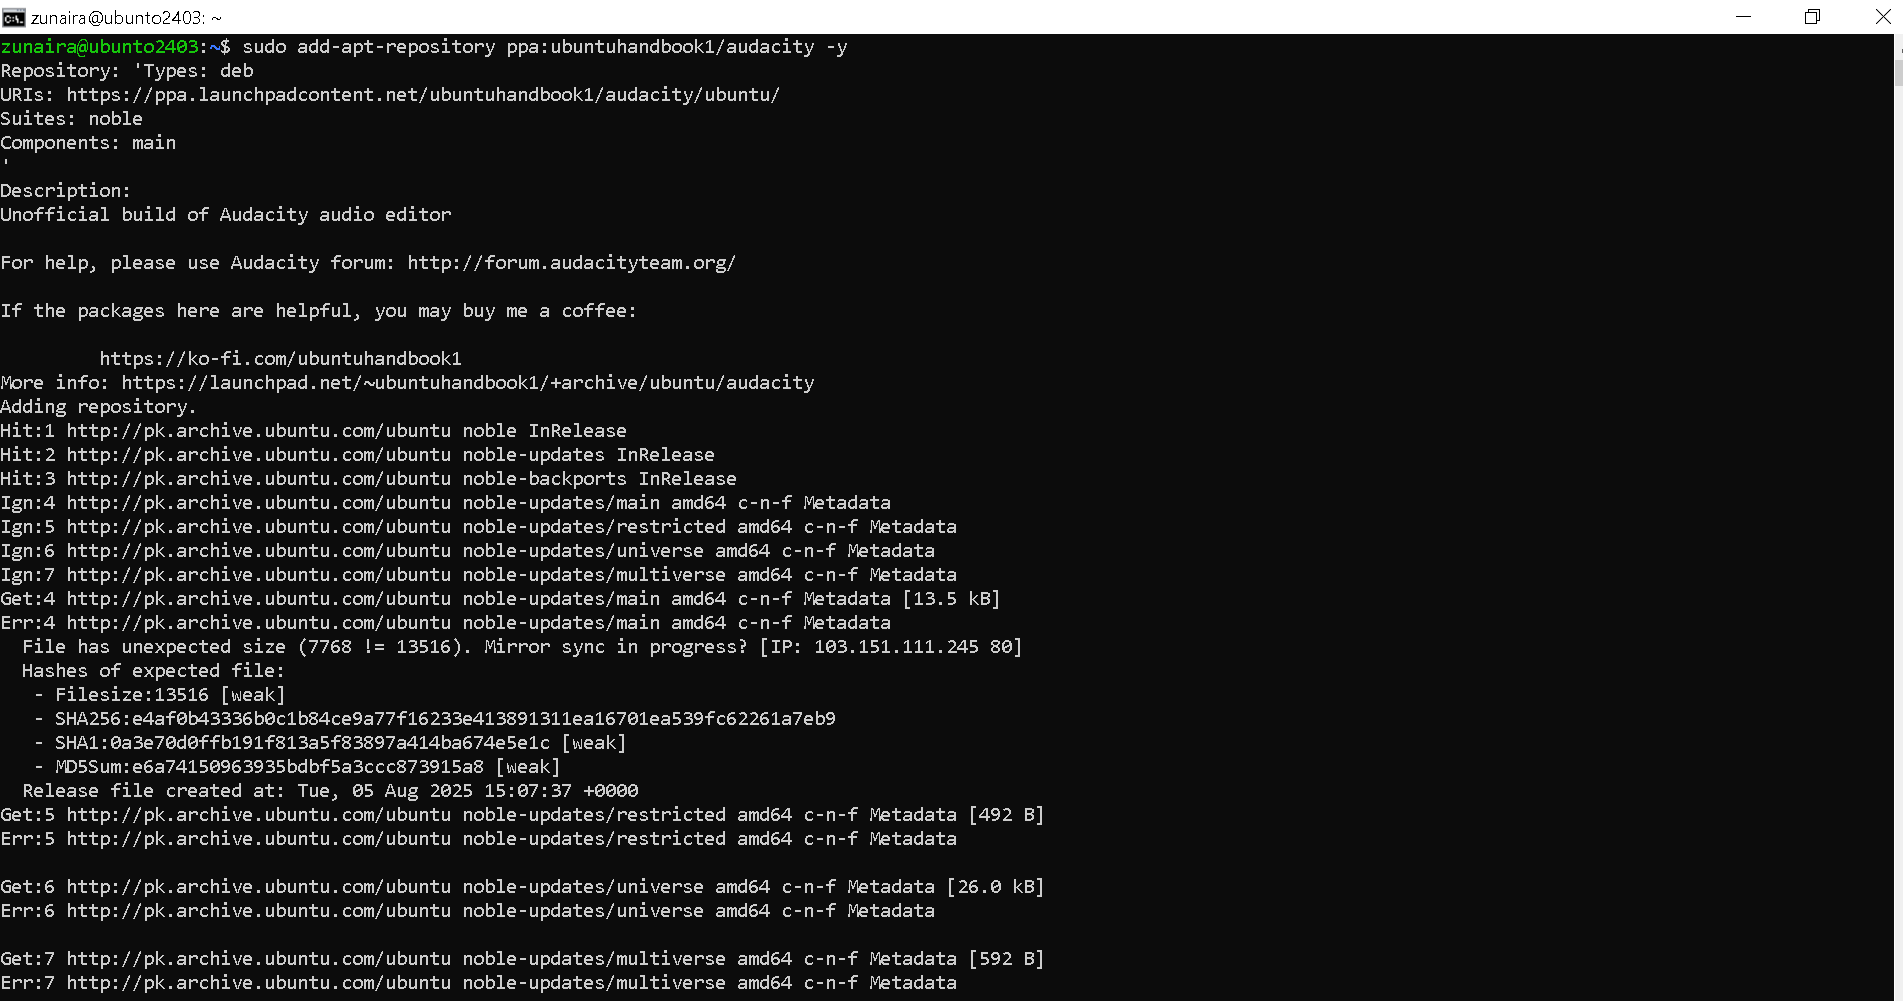 zunaira@ubunto2403: ~
zunaira@ubunto2403:~$ sudo add-apt-repository ppa:ubuntuhandbook1/audacity -y
Repository: 'Types: deb
URIs: https://ppa.launchpadcontent.net/ubuntuhandbook1/audacity/ubuntu/
Suites: noble
Components: main
'
Description:
Unofficial build of Audacity audio editor
For help, please use Audacity forum: http://forum.audacityteam.org/
If the packages here are helpful, you may buy me a coffee:
https://ko-fi.com/ubuntuhandbook1
More info: https://launchpad.net/~ubuntuhandbook1/+archive/ubuntu/audacity
Adding repository.
Hit:1 http://pk.archive.ubuntu.com/ubuntu noble InRelease
Hit:2 http://pk.archive.ubuntu.com/ubuntu noble-updates InRelease
Hit:3 http://pk.archive.ubuntu.com/ubuntu noble-backports InRelease
Ign:4 http://pk.archive.ubuntu.com/ubuntu noble-updates/main amd64 c-n-f Metadata
Ign:5 http://pk.archive.ubuntu.com/ubuntu noble-updates/restricted amd64 c-n-f Metadata
Ign:6 http://pk.archive.ubuntu.com/ubuntu noble-updates/universe amd64 c-n-f Metadata
Ign:7 http://pk.archive.ubuntu.com/ubuntu noble-updates/multiverse amd64 c-n-f Metadata
Get:4 http://pk.archive.ubuntu.com/ubuntu noble-updates/main amd64 c-n-f Metadata [13.5 kB]
Err:4 http://pk.archive.ubuntu.com/ubuntu noble-updates/main amd64 c-n-f Metadata
File has unexpected size (7768 != 13516). Mirror sync in progress? [IP: 103.151.111.245 80]
Hashes of expected file:
- Filesize:13516 [weak]
- SHA256:e4af0b43336b0c1b84ce9a77f16233e413891311ea16701ea539fc62261a7eb9
- SHA1:0a3e70d0ffb191f813a5f83897a414ba674e5e1c [weak]
- MD5Sum:e6a74150963935bdbf5a3ccc873915a8 [weak]
Release file created at: Tue, 05 Aug 2025 15:07:37 +0000
Get:5 http://pk.archive.ubuntu.com/ubuntu noble-updates/restricted amd64 c-n-f Metadata [492 B]
Err:5 http://pk.archive.ubuntu.com/ubuntu noble-updates/restricted amd64 c-n-f Metadata
Get:6 http://pk.archive.ubuntu.com/ubuntu noble-updates/universe amd64 c-n-f Metadata [26.0 kB]
Err:6 http://pk.archive.ubuntu.com/ubuntu noble-updates/universe amd64 c-n-f Metadata
Get:7 http://pk.archive.ubuntu.com/ubuntu noble-updates/multiverse amd64 c-n-f Metadata [592 B]
Err:7 http://pk.archive.ubuntu.com/ubuntu noble-updates/multiverse amd64 c-n-f Metadata